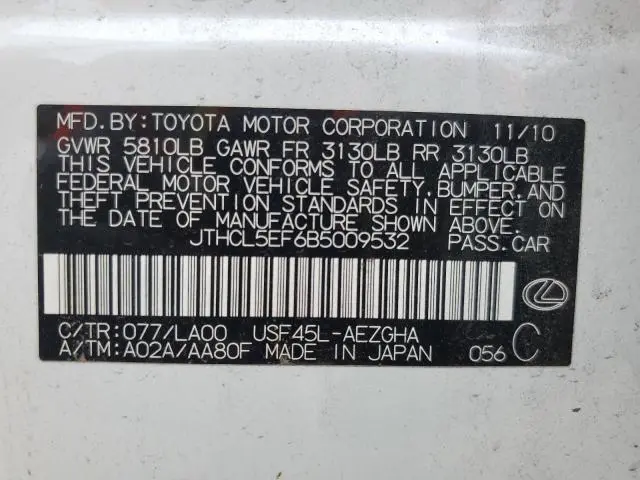 MFD.BY:TOYOTA MOTOR CORPORATION 11/10
GVWR 5810LB GAWR FR 3130LB RR 3130LB
THIS VEHICLE CONFORMS TO ALL APPLICABLE
FEDERAL MOTOR VEHICLE SAFETY,BUMPER,AND
THEFT PREVENTION STANDARDS IN EFFECT ON
THE DATE OF MANUFACTURE SHOWN ABOVE.
JTHCL5EF6B5009532 PASS.CAR
C/TR:077/LA00 USF45L-AEZGHA
A/TM:A02A/AA80F MADE IN JAPAN 056 C